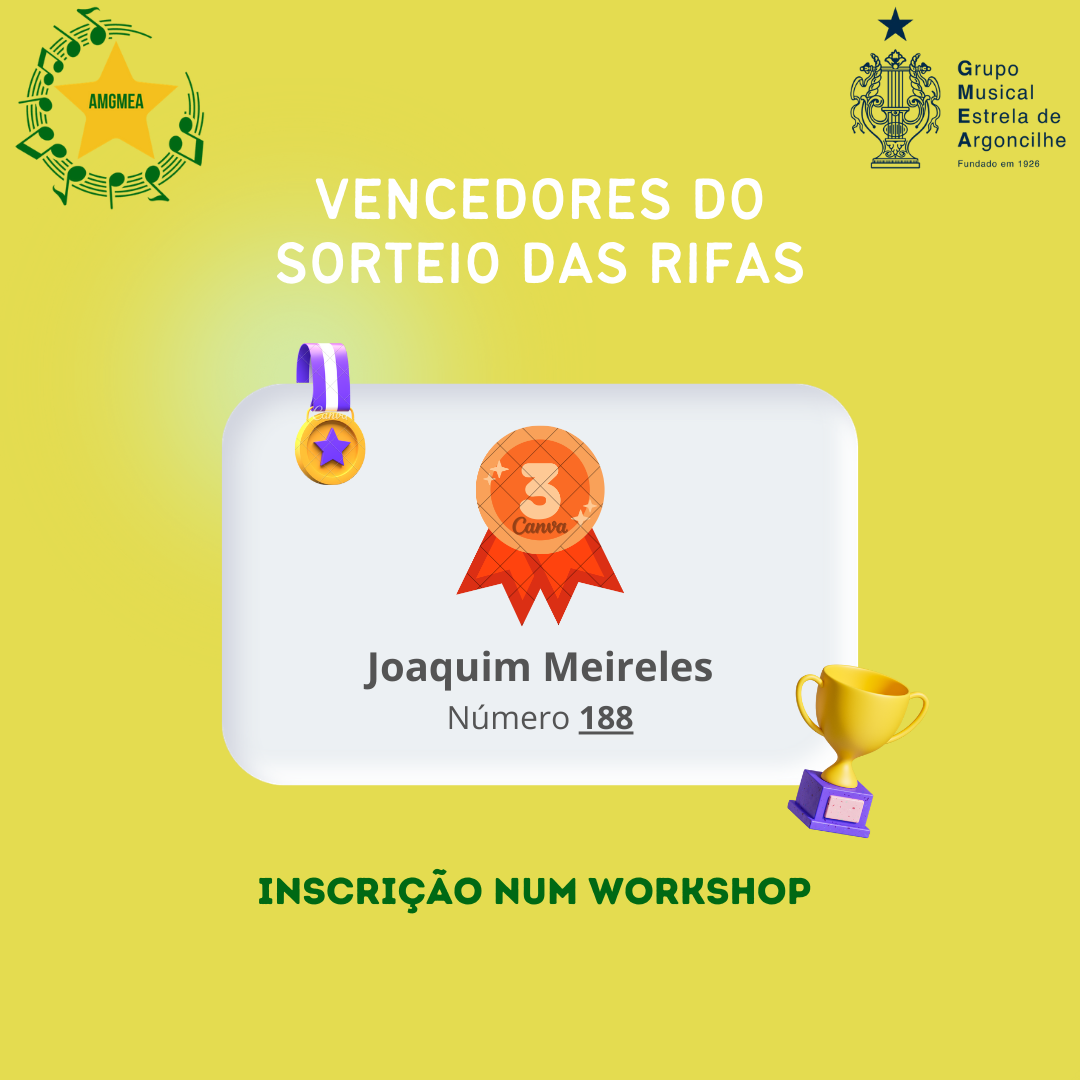 AMGMEA
Grupo
Musical
Estrela de
Argoncilhe
Fundado em 1926
VENCEDORES DO
SORTEIO DAS RIFAS
Canva
3
Canva
Joaquim Meireles
Número 188
INSCRIÇÃO NUM WORKSHOP